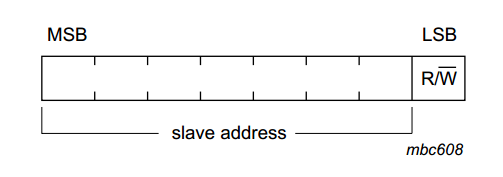 MSB LSB
R/W̅
slave address
mbc608